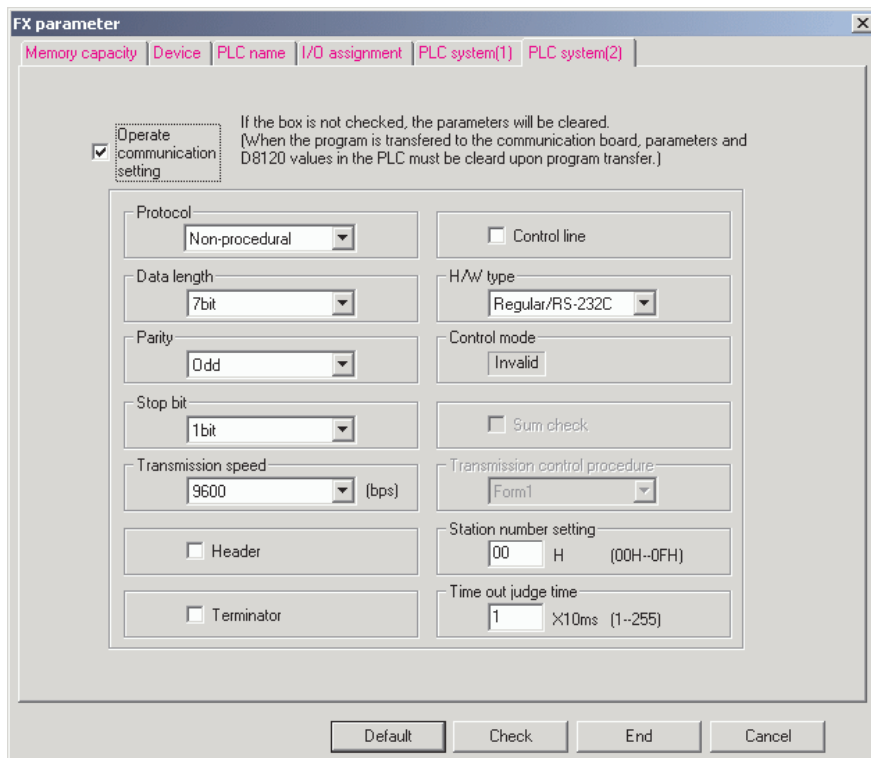 FX parameter
Memory capacity Device PLC name I/O assignment PLC system(1) PLC system(2)
Operate communication setting
If the box is not checked, the parameters will be cleared.
(When the program is transfered to the communication board, parameters and
D8120 values in the PLC must be cleard upon program transfer.)
Protocol
Non-procedural
Control line
Data length
7bit
H/W type
Regular/RS-232C
Parity
Odd
Control mode
Invalid
Stop bit
1bit
Sum check
Transmission speed
9600 (bps)
Transmission control procedure
Form1
Header
Station number setting
00 H (00H--0FH)
Terminator
Time out judge time
1 X10ms (1--255)
Default Check End Cancel